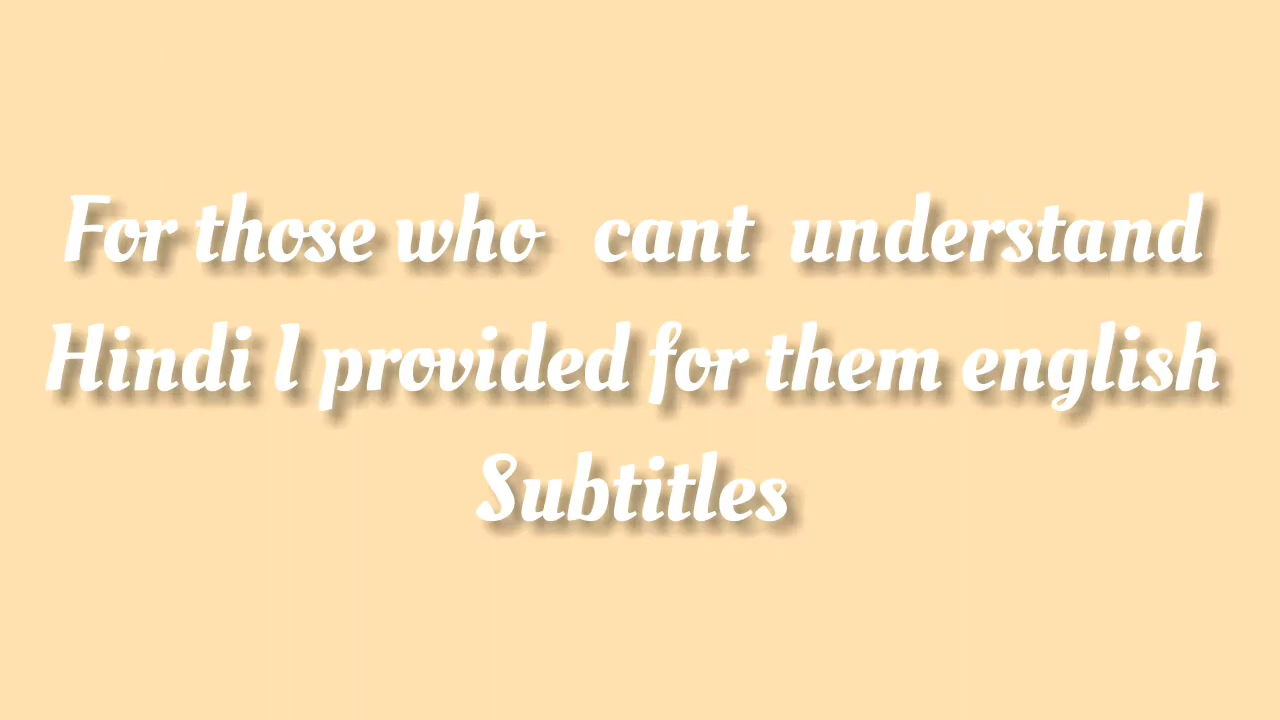 For those who cant understand
Hindi I provided for them english
Subtitles